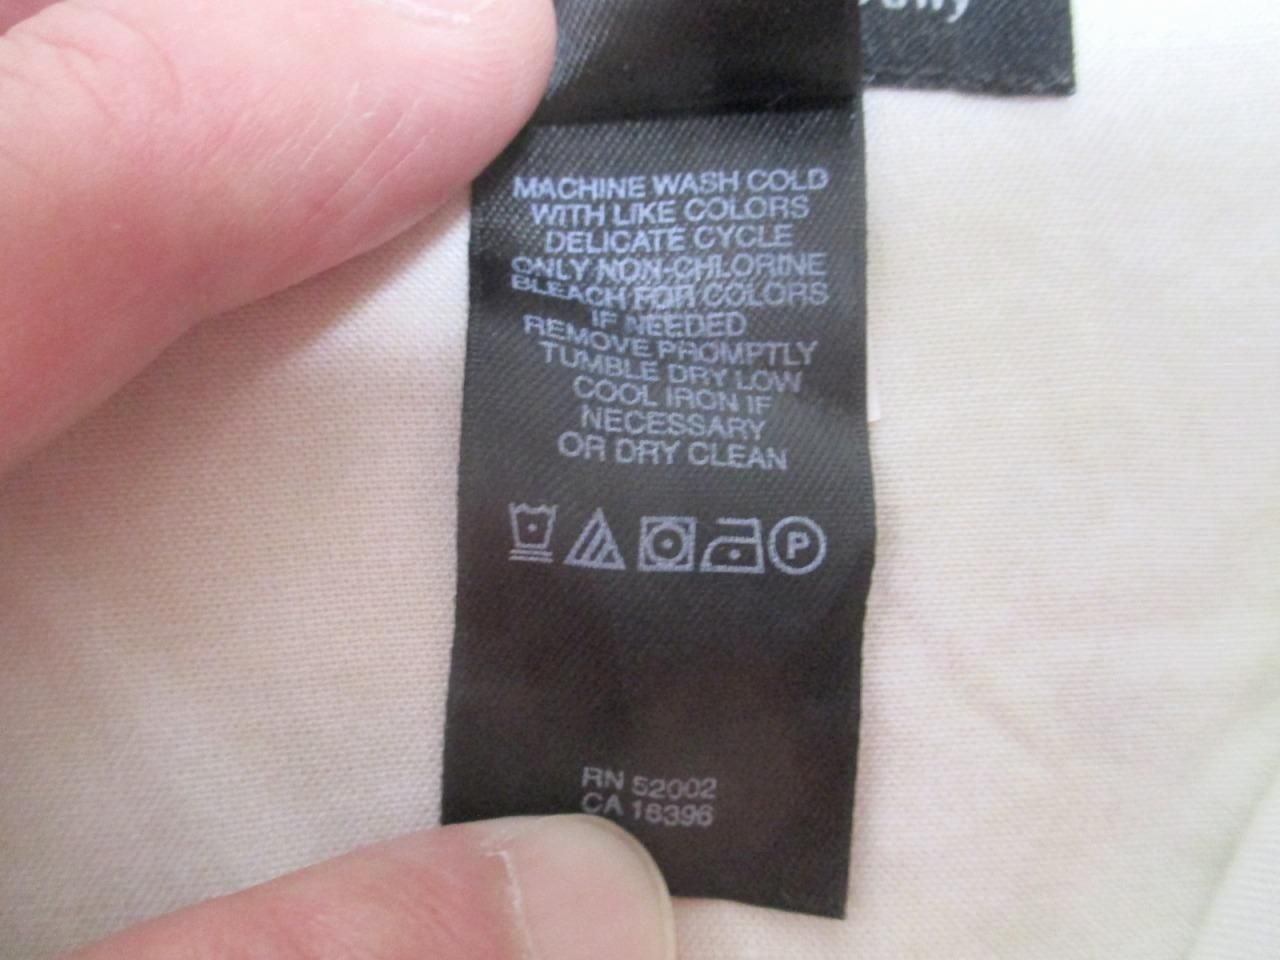 MACHINE WASH COLD
WITH LIKE COLORS
DELICATE CYCLE
ONLY NON-CHLORINE
BLEACH FOR COLORS
IF NEEDED
REMOVE PROMPTLY
TUMBLE DRY LOW
COOL IRON IF
NECESSARY
OR DRY CLEAN
P
RN 52002
CA 16396